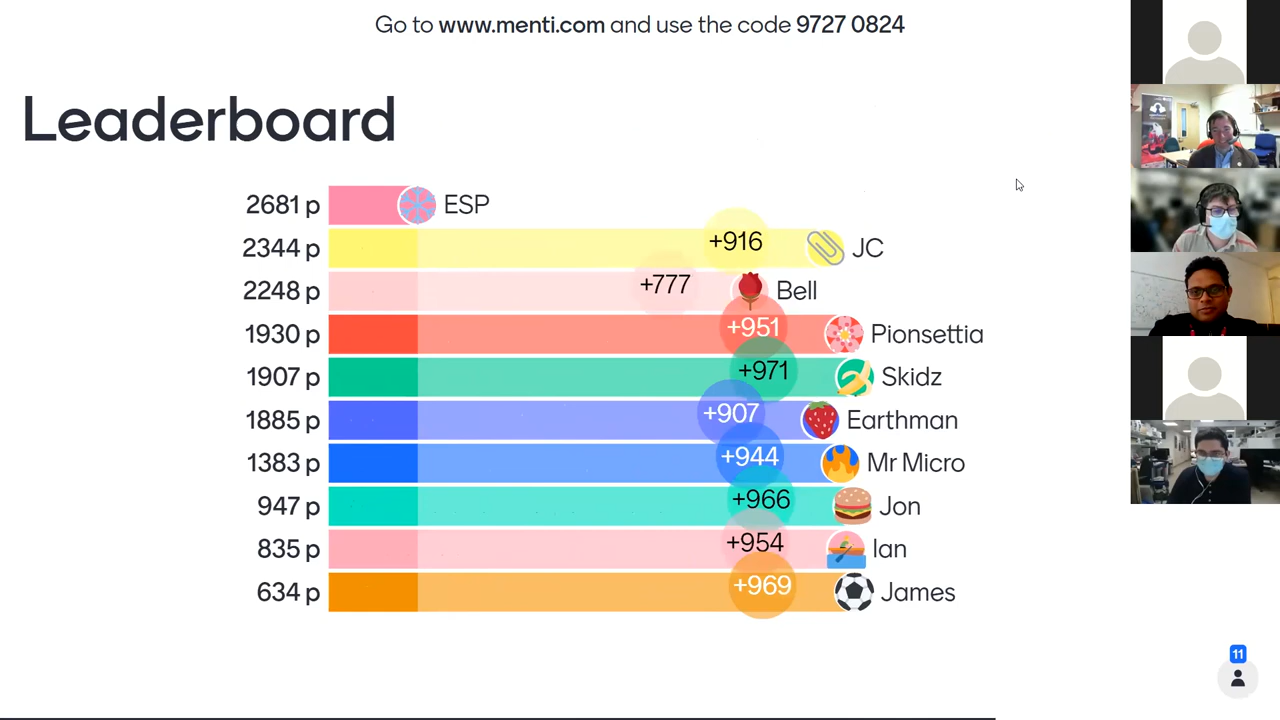 Go to www.menti.com and use the code 9727 0824
Leaderboard
2681 p ESP
2344 p +916 JC
2248 p +777 Bell
1930 p +951 Pionsettia
1907 p +971 Skidz
1885 p +907 Earthman
1383 p +944 Mr Micro
947 p +966 Jon
835 p +954 Ian
634 p +969 James
11